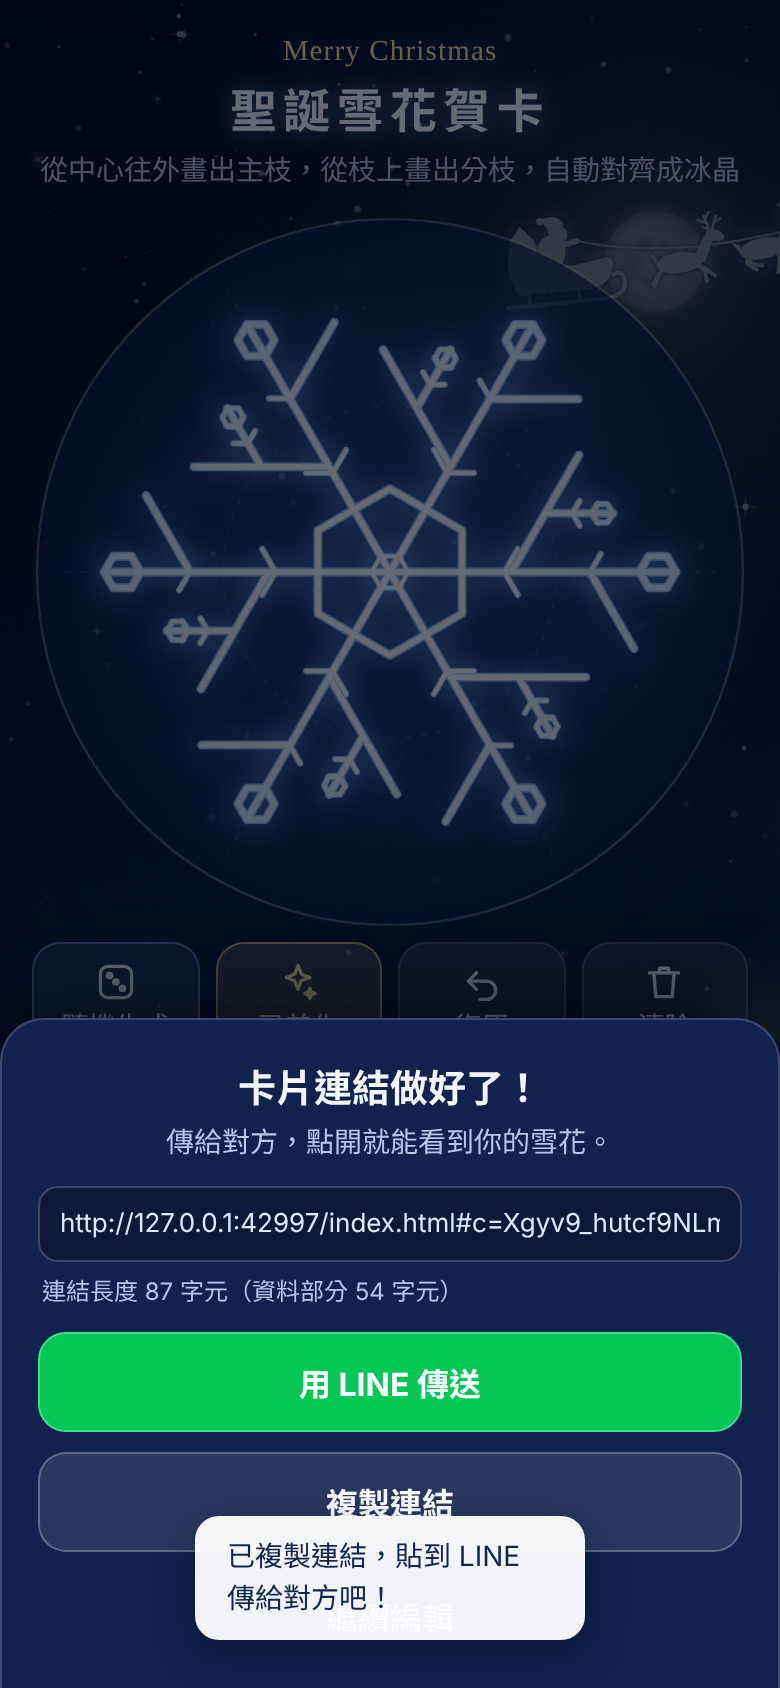 Merry Christmas
聖誕雪花賀卡
從中心往外畫出主枝，從枝上畫出分枝，自動對齊成冰晶
卡片連結做好了！
傳給對方，點開就能看到你的雪花。
http://127.0.0.1:42997/index.html#c=Xgyv9_hutcf9NLm
連結長度 87 字元（資料部分 54 字元）
用 LINE 傳送
複製連結
已複製連結，貼到 LINE
傳給對方吧！
繼續編輯